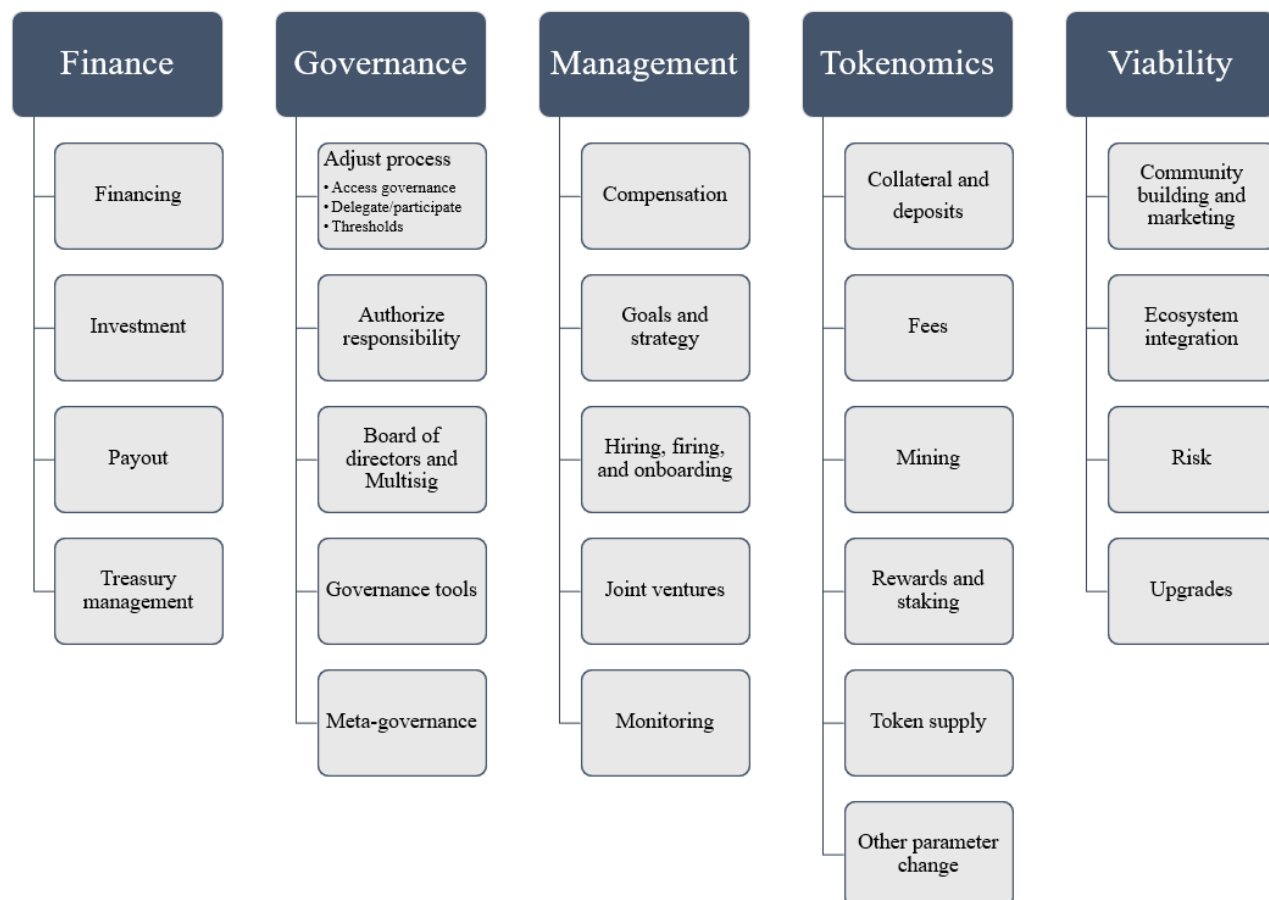 Finance
Financing
Investment
Payout
Treasury
management
Governance
Adjust process
• Access governance
• Delegate/participate
• Thresholds
Authorize
responsibility
Board of
directors and
Multisig
Governance tools
Meta-governance
Management
Compensation
Goals and
strategy
Hiring, firing,
and onboarding
Joint ventures
Monitoring
Tokenomics
Collateral and
deposits
Fees
Mining
Rewards and
staking
Token supply
Other parameter
change
Viability
Community
building and
marketing
Ecosystem
integration
Risk
Upgrades